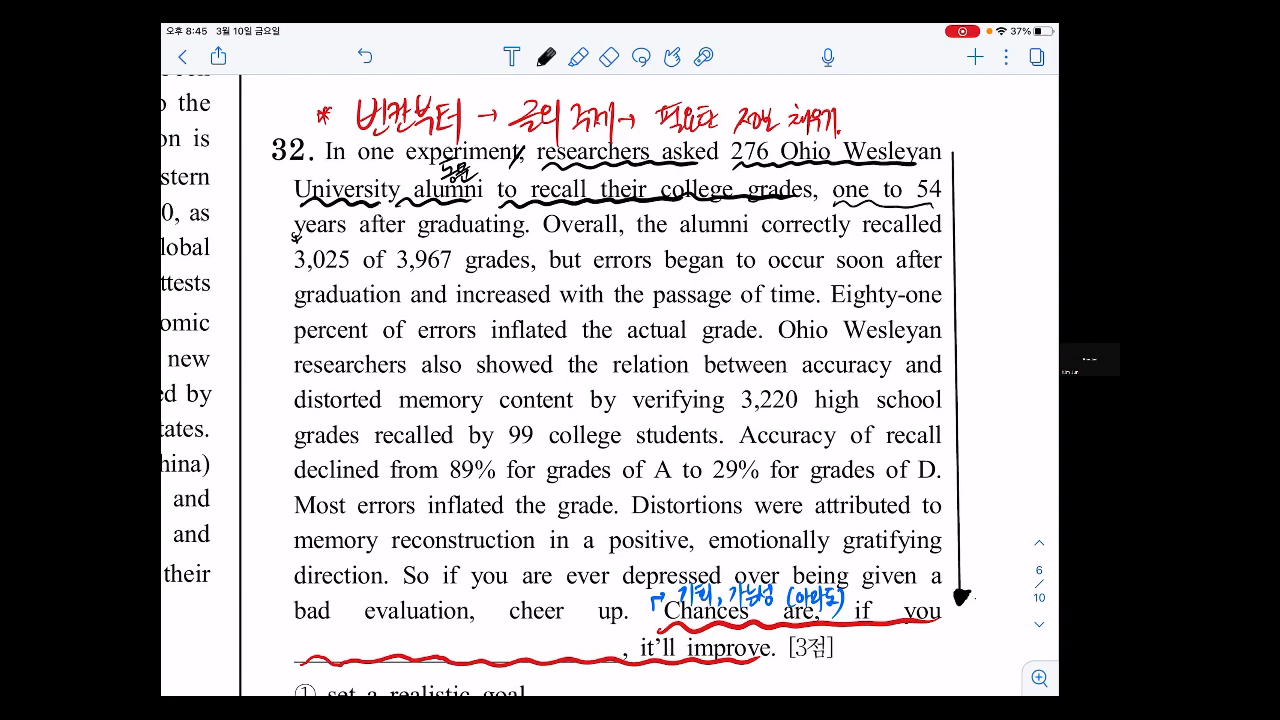 오후 8:45 3월 10일 금요일
37%
* 빈칸부터 → 글의 주제 → 필요한 정보 채우기.
o the
on is
stern
0, as
lobal
ttests
omic
new
ed by
tates.
hina)
and
and
their
32. In one experiment, researchers asked 276 Ohio Wesleyan
동문
University alumni to recall their college grades, one to 54
years after graduating. Overall, the alumni correctly recalled
3,025 of 3,967 grades, but errors began to occur soon after
graduation and increased with the passage of time. Eighty-one
percent of errors inflated the actual grade. Ohio Wesleyan
researchers also showed the relation between accuracy and
distorted memory content by verifying 3,220 high school
grades recalled by 99 college students. Accuracy of recall
declined from 89% for grades of A to 29% for grades of D.
Most errors inflated the grade. Distortions were attributed to
memory reconstruction in a positive, emotionally gratifying
direction. So if you are ever depressed over being given a
기회, 가능성 (아마도)
bad evaluation, cheer up. Chances are, if you
, it'll improve. [3점]
① set a realistic goal
6
10